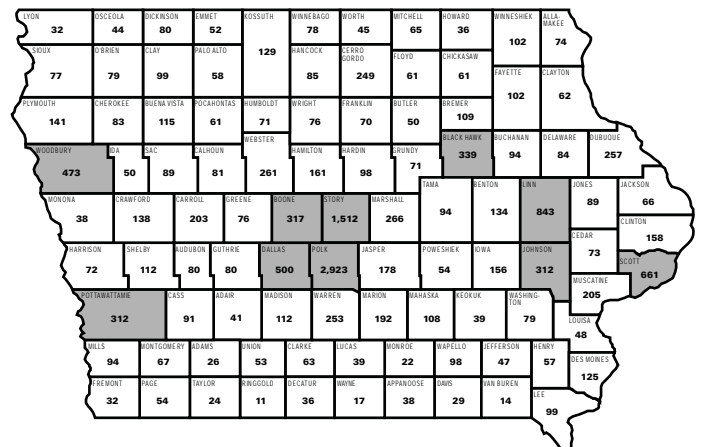 LYON OSCEOLA DICKINSON EMMET KOSSUTH WINNEBAGO WORTH MITCHELL HOWARD WINNESHIEK ALLA-
MAKEE
32 44 80 52 129 78 45 65 36 102 74
SIOUX O'BRIEN CLAY PALO ALTO HANCOCK CERRO
GORDO FLOYD CHICKASAW
77 79 99 58 85 249 61 61
FAYETTE CLAYTON
102 62
PLYMOUTH CHEROKEE BUENA VISTA POCAHONTAS HUMBOLDT WRIGHT FRANKLIN BUTLER BREMER
141 83 115 61 71 76 70 50 109
WEBSTER BLACK HAWK BUCHANAN DELAWARE DUBUQUE
261 339 94 84 257
WOODBURY IDA SAC CALHOUN HAMILTON HARDIN GRUNDY
473 50 89 81 161 98 71
TAMA BENTON LINN JONES JACKSON
94 134 843 89 66
MONONA CRAWFORD CARROLL GREENE BOONE STORY MARSHALL
38 138 203 76 317 1,512 266
CLINTON
158
CEDAR
73
HARRISON SHELBY AUDUBON GUTHRIE DALLAS POLK JASPER POWESHIEK IOWA JOHNSON SCOTT
72 112 80 80 500 2,923 178 54 156 312 661
MUSCATINE
205
POTTAWATTAMIE CASS ADAIR MADISON WARREN MARION MAHASKA KEOKUK WASHING-
TON
312 91 41 112 253 192 108 39 79
LOUISA
48
MILLS MONTGOMERY ADAMS UNION CLARKE LUCAS MONROE WAPELLO JEFFERSON HENRY DES MOINES
94 67 26 53 63 39 22 98 47 57 125
FREMONT PAGE TAYLOR RINGGOLD DECATUR WAYNE APPANOOSE DAVIS VAN BUREN LEE
32 54 24 11 36 17 38 29 14 99